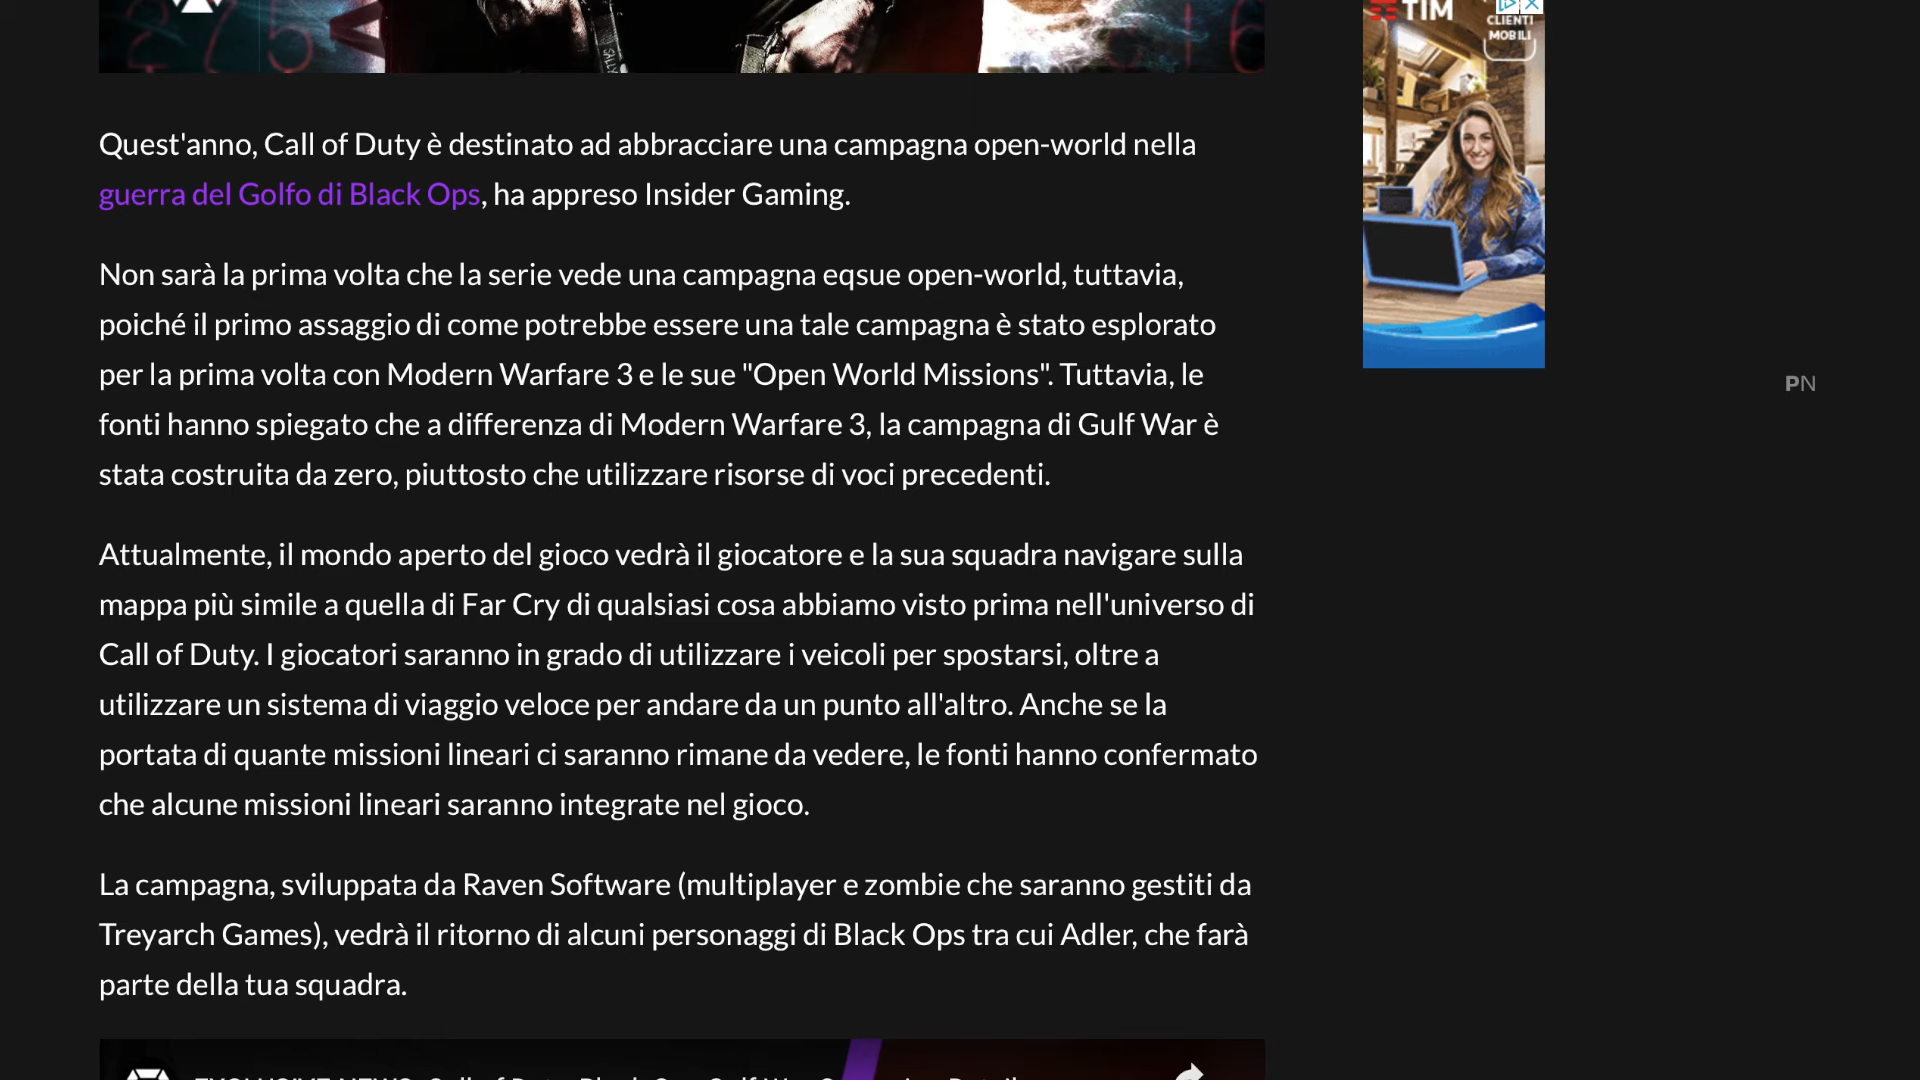 TIM
CLIENTI
MOBILI
Quest'anno, Call of Duty è destinato ad abbracciare una campagna open-world nella
guerra del Golfo di Black Ops, ha appreso Insider Gaming.
Non sarà la prima volta che la serie vede una campagna eqsue open-world, tuttavia,
poiché il primo assaggio di come potrebbe essere una tale campagna è stato esplorato
per la prima volta con Modern Warfare 3 e le sue "Open World Missions". Tuttavia, le
fonti hanno spiegato che a differenza di Modern Warfare 3, la campagna di Gulf War è
stata costruita da zero, piuttosto che utilizzare risorse di voci precedenti.
PN
Attualmente, il mondo aperto del gioco vedrà il giocatore e la sua squadra navigare sulla
mappa più simile a quella di Far Cry di qualsiasi cosa abbiamo visto prima nell'universo di
Call of Duty. I giocatori saranno in grado di utilizzare i veicoli per spostarsi, oltre a
utilizzare un sistema di viaggio veloce per andare da un punto all'altro. Anche se la
portata di quante missioni lineari ci saranno rimane da vedere, le fonti hanno confermato
che alcune missioni lineari saranno integrate nel gioco.
La campagna, sviluppata da Raven Software (multiplayer e zombie che saranno gestiti da
Treyarch Games), vedrà il ritorno di alcuni personaggi di Black Ops tra cui Adler, che farà
parte della tua squadra.